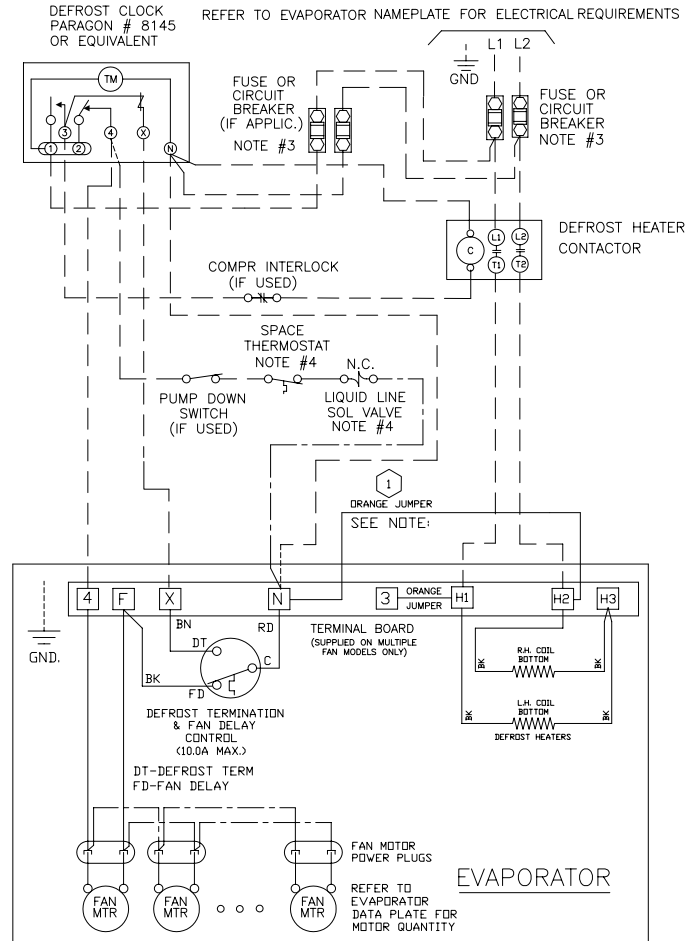 DEFROST CLOCK
PARAGON # 8145
OR EQUIVALENT
REFER TO EVAPORATOR NAMEPLATE FOR ELECTRICAL REQUIREMENTS
L1 L2
GND
TM
3
4
X
1
2
N
FUSE OR
CIRCUIT
BREAKER
(IF APPLIC.)
NOTE #3
FUSE OR
CIRCUIT
BREAKER
NOTE #3
C
L1
L2
T1
T2
DEFROST HEATER
CONTACTOR
COMPR INTERLOCK
(IF USED)
SPACE
THERMOSTAT
NOTE #4
N.C.
PUMP DOWN
SWITCH
(IF USED)
LIQUID LINE
SOL VALVE
NOTE #4
1
ORANGE JUMPER
SEE NOTE:
4
F
X
N
3
ORANGE
JUMPER
H1
H2
H3
GND.
BN
RD
TERMINAL BOARD
(SUPPLIED ON MULTIPLE
FAN MODELS ONLY)
DT
C
BK
FD
DEFROST TERMINATION
& FAN DELAY
CONTROL
(10.0A MAX.)
R.H. COIL
BOTTOM
BK
BK
L.H. COIL
BOTTOM
BK
BK
DEFROST HEATERS
DT-DEFROST TERM
FD-FAN DELAY
FAN MOTOR
POWER PLUGS
EVAPORATOR
FAN
MTR
FAN
MTR
FAN
MTR
REFER TO
EVAPORATOR
DATA PLATE FOR
MOTOR QUANTITY